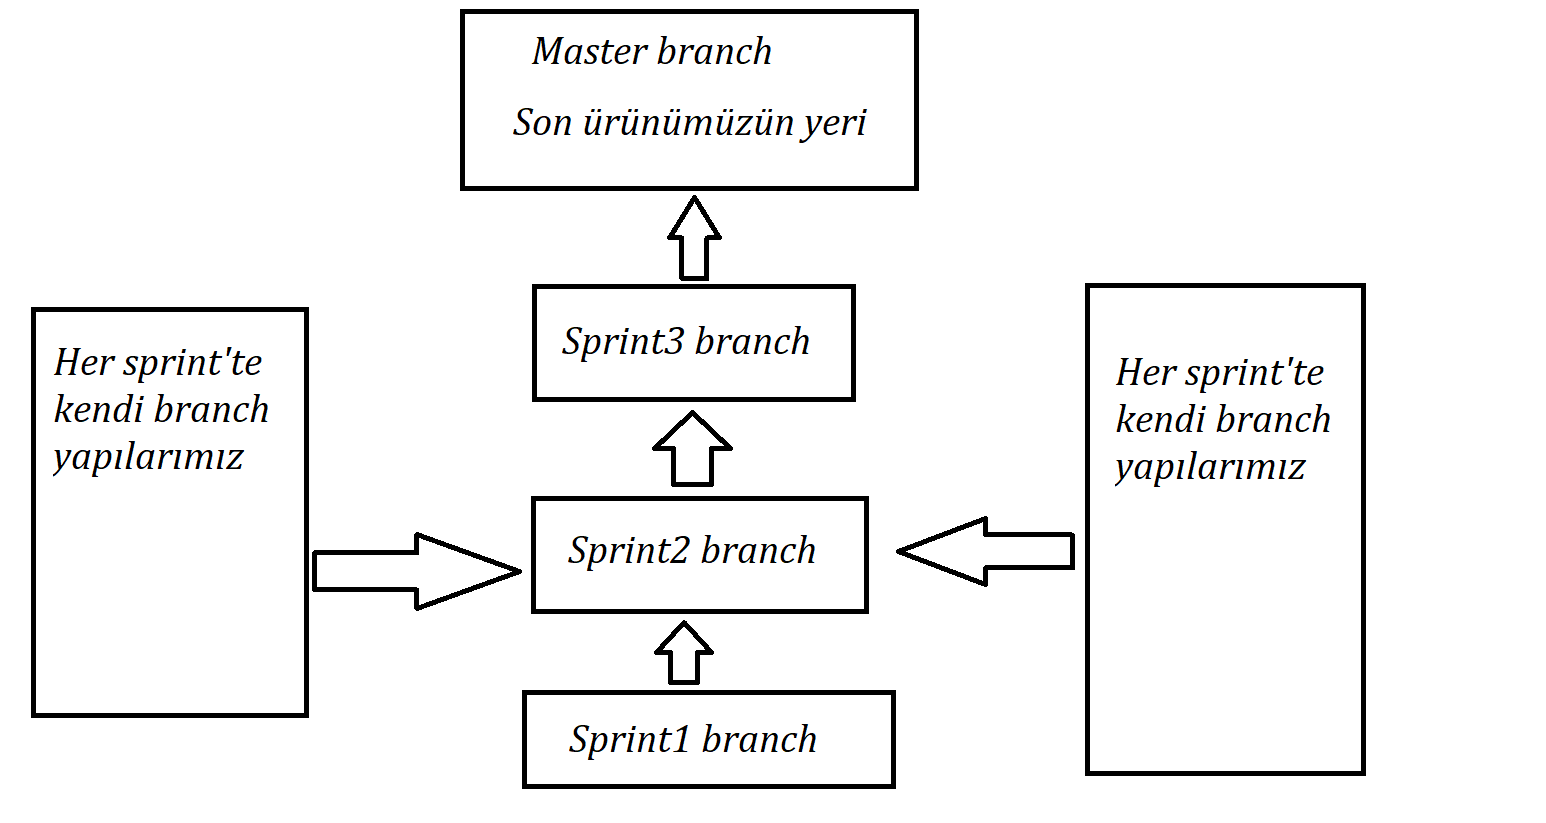 Master branch
Son ürünümüzün yeri
Sprint3 branch
Her sprint'te
kendi branch
yapılarımız
Her sprint'te
kendi branch
yapılarımız
Sprint2 branch
Sprint1 branch